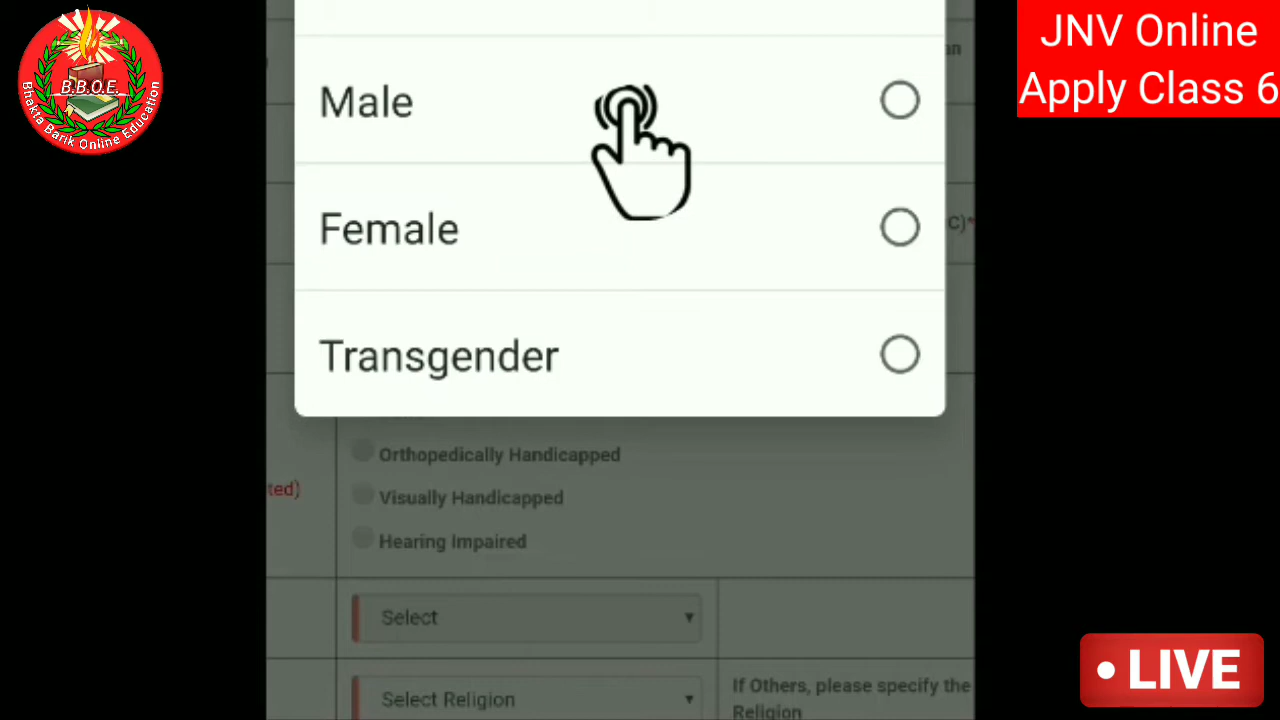 B.B.O.E.
Bhakta Barik Online Education
JNV Online
Apply Class 6
an
Male
Female
C)*
Transgender
Orthopedically Handicapped
ted)
Visually Handicapped
Hearing Impaired
Select
Select Religion
If Others, please specify the
Religion
• LIVE